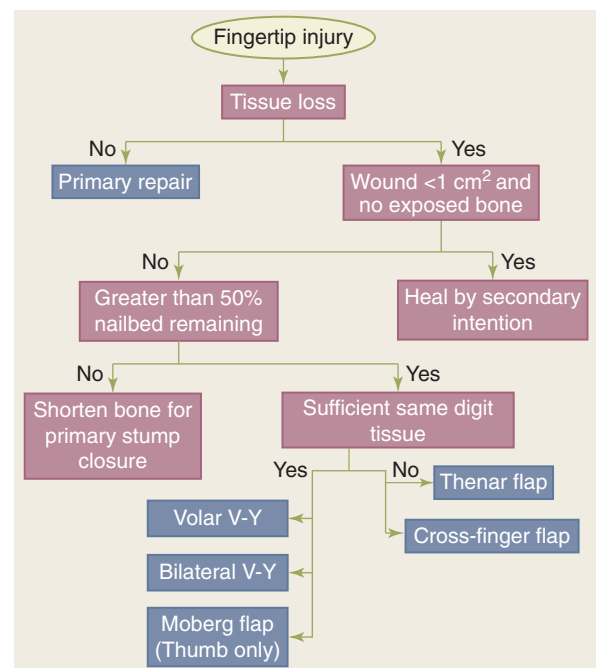 Fingertip injury
Tissue loss
No
Yes
Primary repair
Wound <1 cm² and
no exposed bone
No
Yes
Greater than 50%
nailbed remaining
Heal by secondary
intention
No
Yes
Shorten bone for
primary stump
closure
Sufficient same digit
tissue
Yes
No
Thenar flap
Volar V-Y
Cross-finger flap
Bilateral V-Y
Moberg flap
(Thumb only)